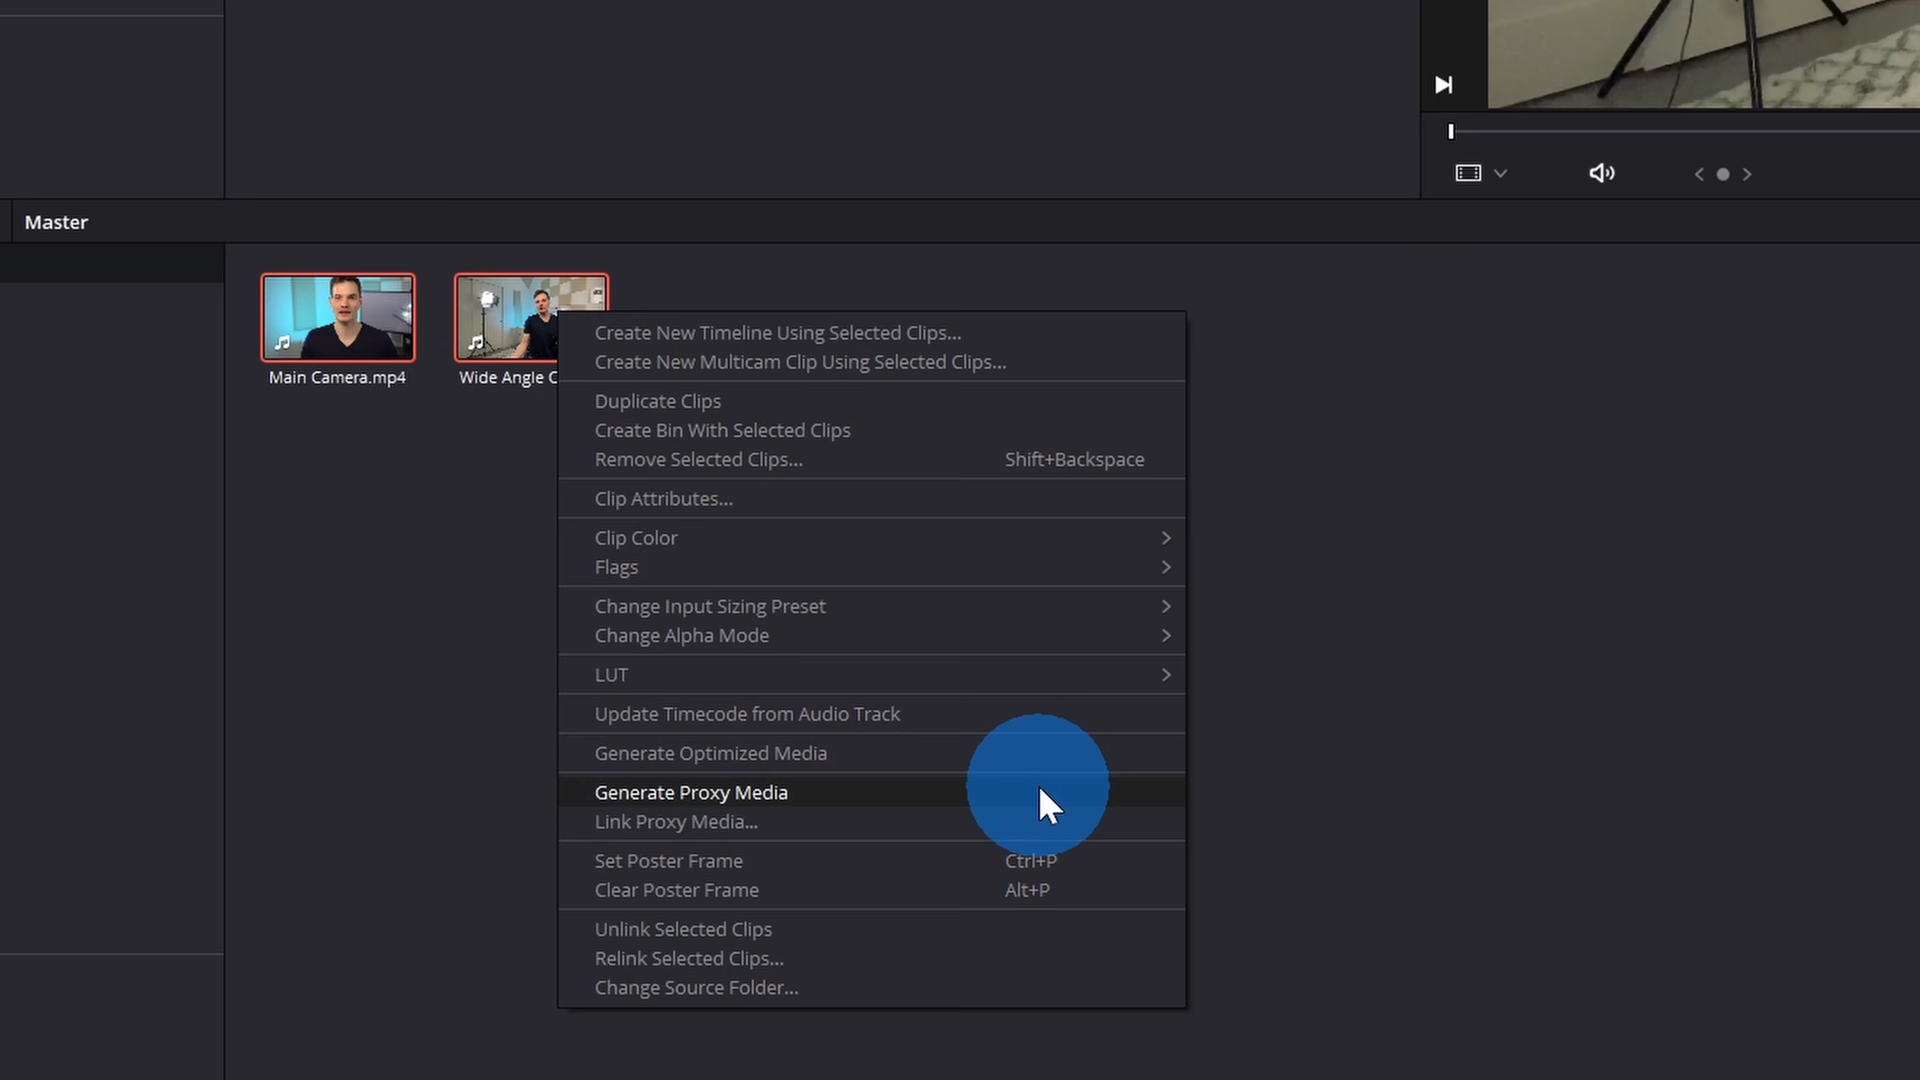 Master
Main Camera.mp4
Wide Angle
Create New Timeline Using Selected Clips...
Create New Multicam Clip Using Selected Clips...
Duplicate Clips
Create Bin With Selected Clips
Remove Selected Clips... Shift+Backspace
Clip Attributes...
Clip Color
Flags
Change Input Sizing Preset
Change Alpha Mode
LUT
Update Timecode from Audio Track
Generate Optimized Media
Generate Proxy Media
Link Proxy Media...
Set Poster Frame Ctrl+P
Clear Poster Frame Alt+P
Unlink Selected Clips
Relink Selected Clips...
Change Source Folder...